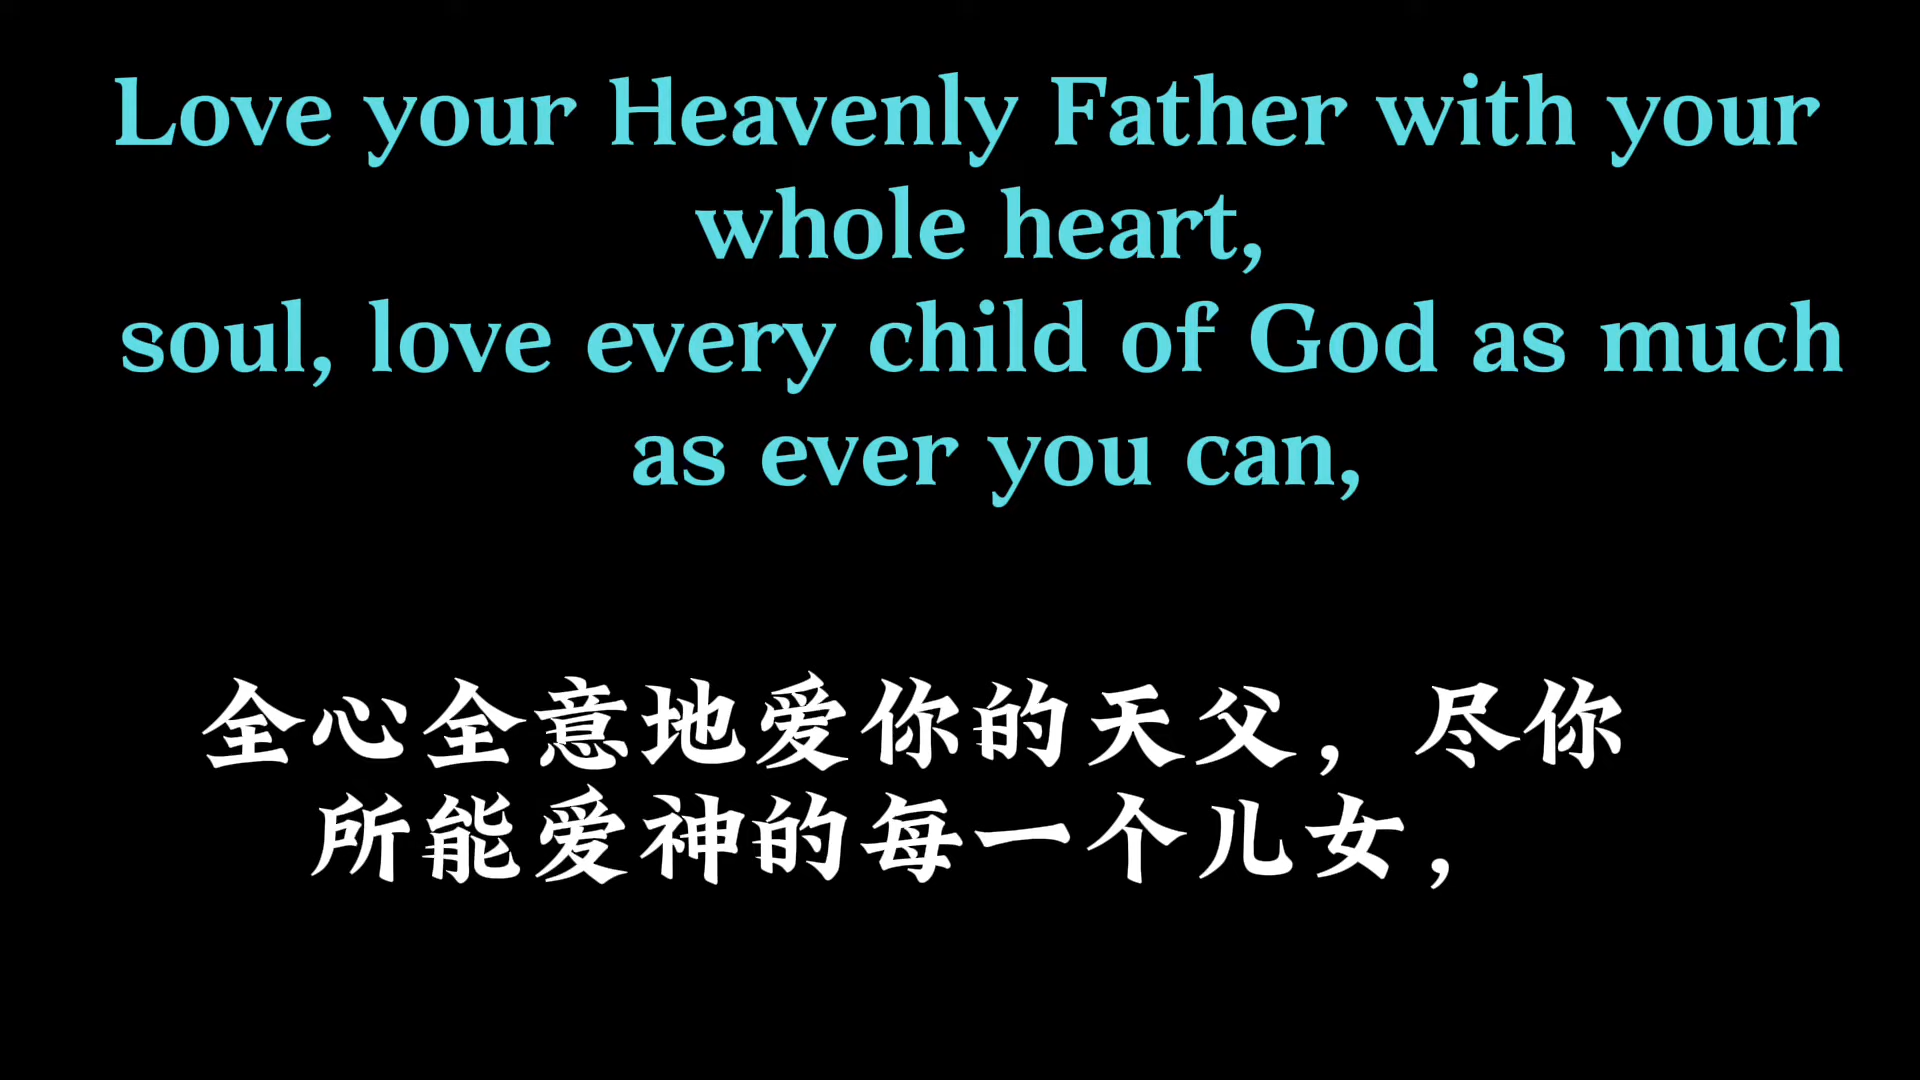 Love your Heavenly Father with your
whole heart,
soul, love every child of God as much
as ever you can,
全心全意地爱你的天父，尽你
所能爱神的每一个儿女，